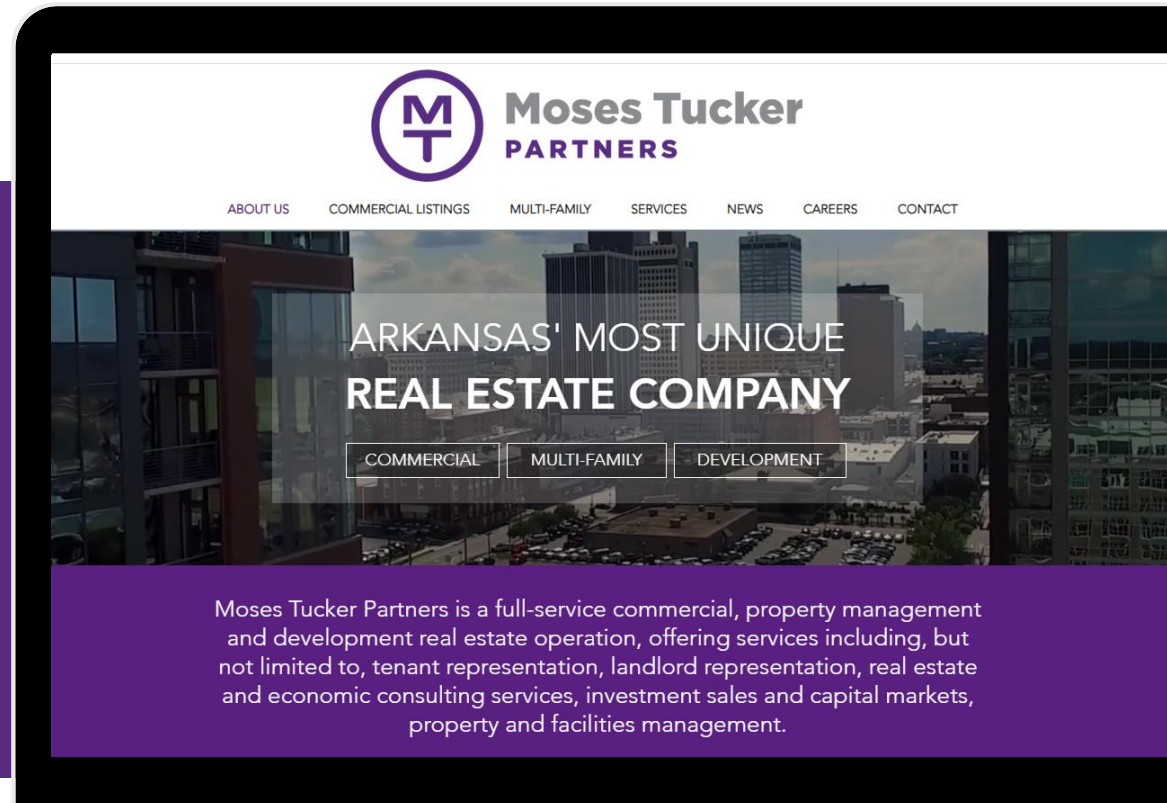 MT
Moses Tucker
PARTNERS
ABOUT US COMMERCIAL LISTINGS MULTI-FAMILY SERVICES NEWS CAREERS CONTACT
ARKANSAS' MOST UNIQUE
REAL ESTATE COMPANY
COMMERCIAL MULTI-FAMILY DEVELOPMENT
Moses Tucker Partners is a full-service commercial, property management
and development real estate operation, offering services including, but
not limited to, tenant representation, landlord representation, real estate
and economic consulting services, investment sales and capital markets,
property and facilities management.